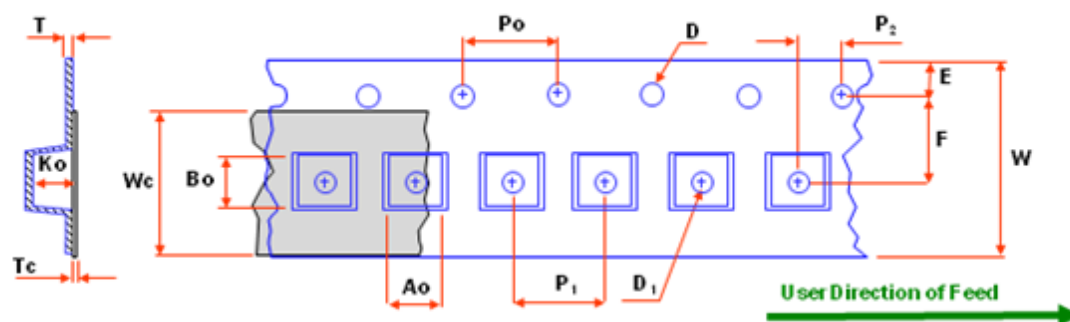 T
Po
D
P₂
E
F
W
Ko
Wc
Bo
Tc
Ao
P₁
D₁
User Direction of Feed